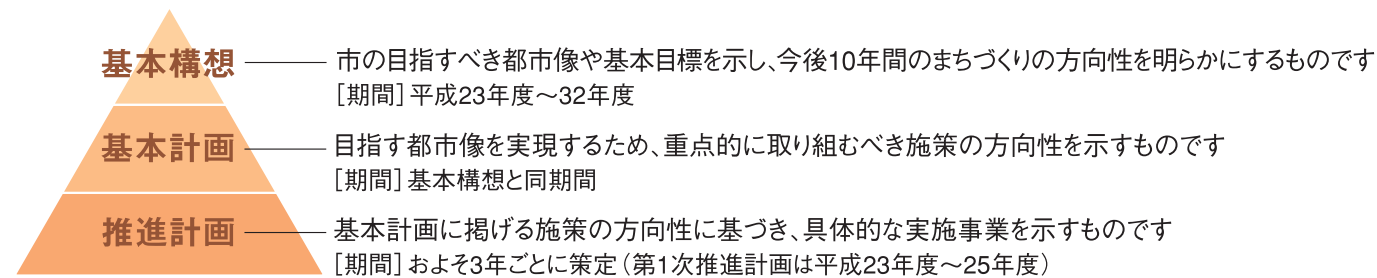 基本構想
市の目指すべき都市像や基本目標を示し、今後10年間のまちづくりの方向性を明らかにするものです
［期間］平成23年度～32年度
基本計画
目指す都市像を実現するため、重点的に取り組むべき施策の方向性を示すものです
［期間］基本構想と同期間
推進計画
基本計画に掲げる施策の方向性に基づき、具体的な実施事業を示すものです
［期間］およそ3年ごとに策定（第1次推進計画は平成23年度～25年度）